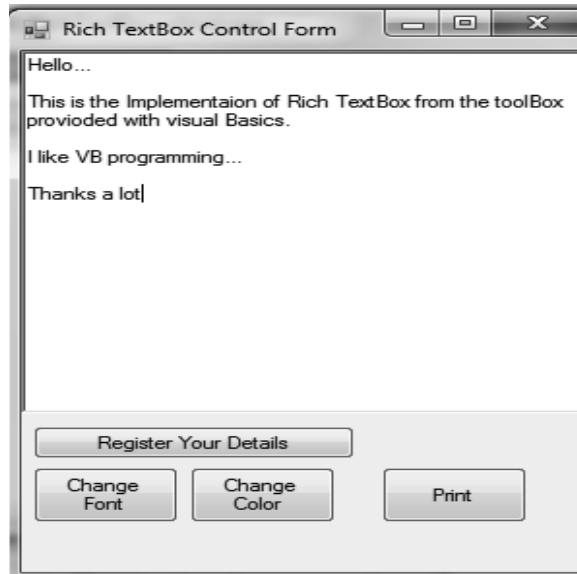 Rich TextBox Control Form
Hello...
This is the Implementaion of Rich TextBox from the toolBox
provioded with visual Basics.
I like VB programming...
Thanks a lot
Register Your Details
Change
Font
Change
Color
Print